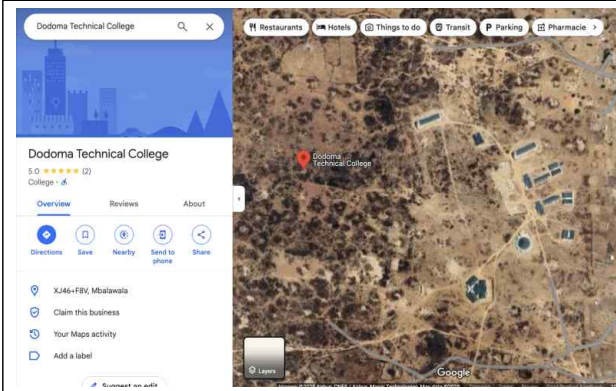 Dodoma Technical College
Restaurants
Hotels
Things to do
Transit
Parking
Pharmacie
Dodoma Technical College
5.0 ★★★★★ (2)
College ·
Overview
Reviews
About
Directions
Save
Nearby
Send to
phone
Share
XJ46+F8V, Mbalawala
Claim this business
Your Maps activity
Add a label
Suggest an edit
Dodoma
Technical College
Layers
Google